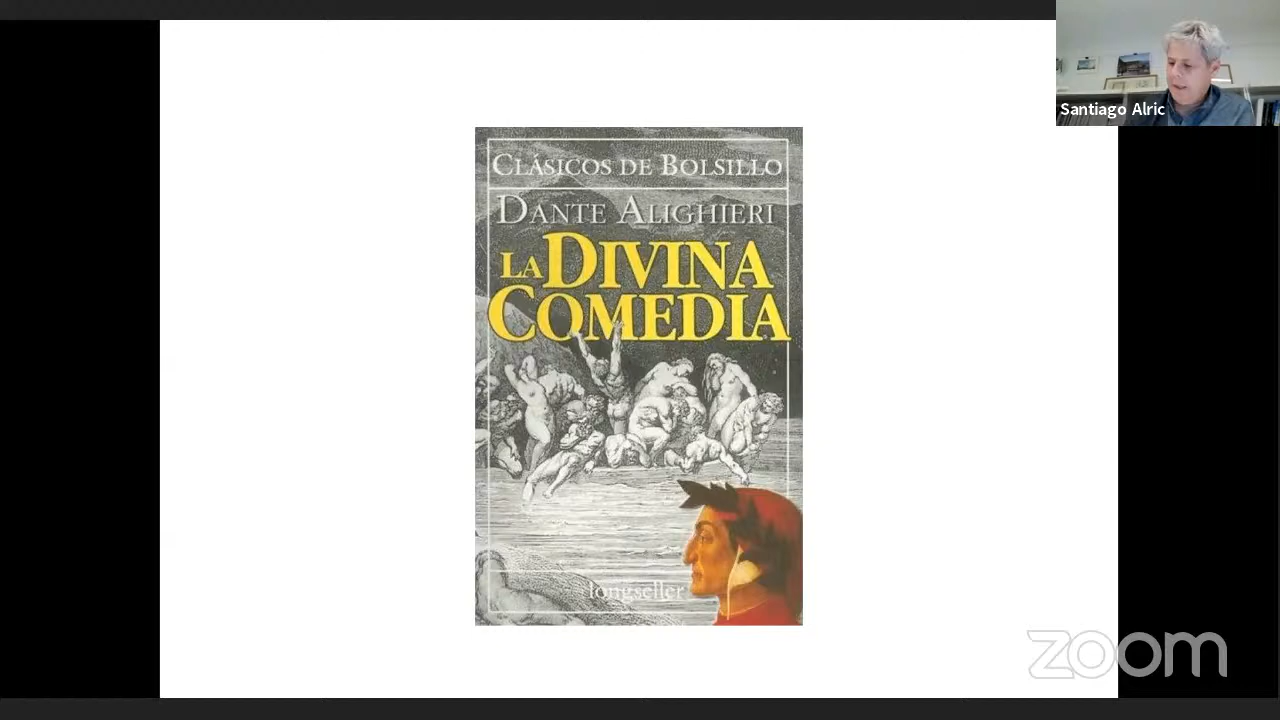 CLÁSICOS DE BOLSILLO
DANTE ALIGHIERI
LA DIVINA
COMEDIA
longseller
Santiago Alric
zoom